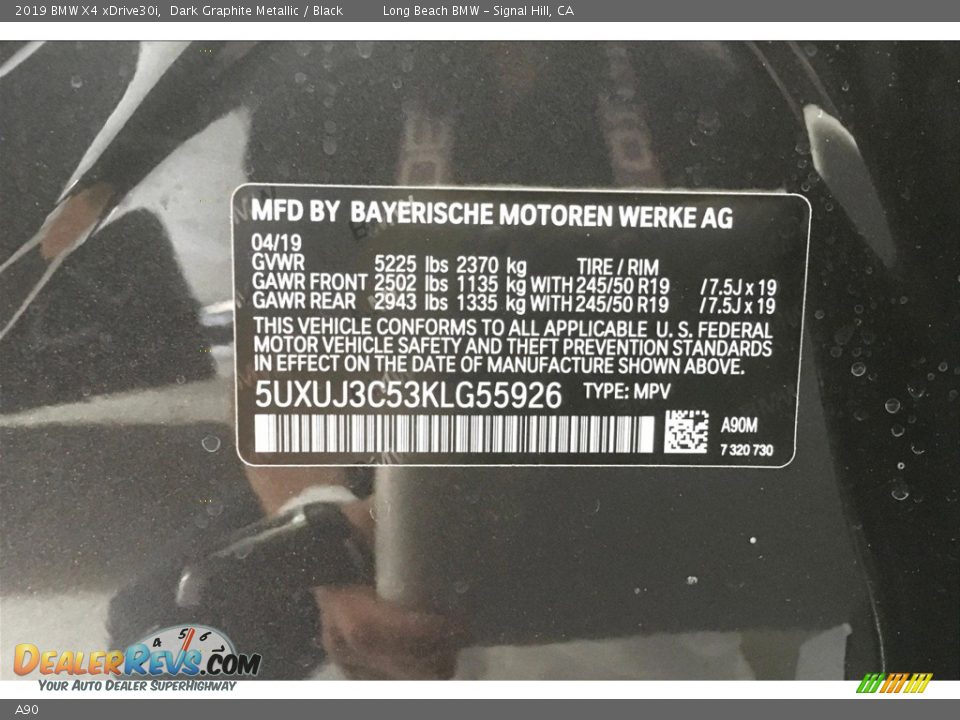 2019 BMW X4 xDrive30i, Dark Graphite Metallic / Black Long Beach BMW - Signal Hill, CA
MFD BY BAYERISCHE MOTOREN WERKE AG
04/19
GVWR 5225 lbs 2370 kg TIRE / RIM
GAWR FRONT 2502 lbs 1135 kg WITH 245/50 R19 /7.5J x 19
GAWR REAR 2943 lbs 1335 kg WITH 245/50 R19 /7.5J x 19
THIS VEHICLE CONFORMS TO ALL APPLICABLE U. S. FEDERAL
MOTOR VEHICLE SAFETY AND THEFT PREVENTION STANDARDS
IN EFFECT ON THE DATE OF MANUFACTURE SHOWN ABOVE.
5UXUJ3C53KLG55926 TYPE: MPV
A90M
7 320 730
4 5 6
DEALERREVS.COM
YOUR AUTO DEALER SUPERHIGHWAY
A90